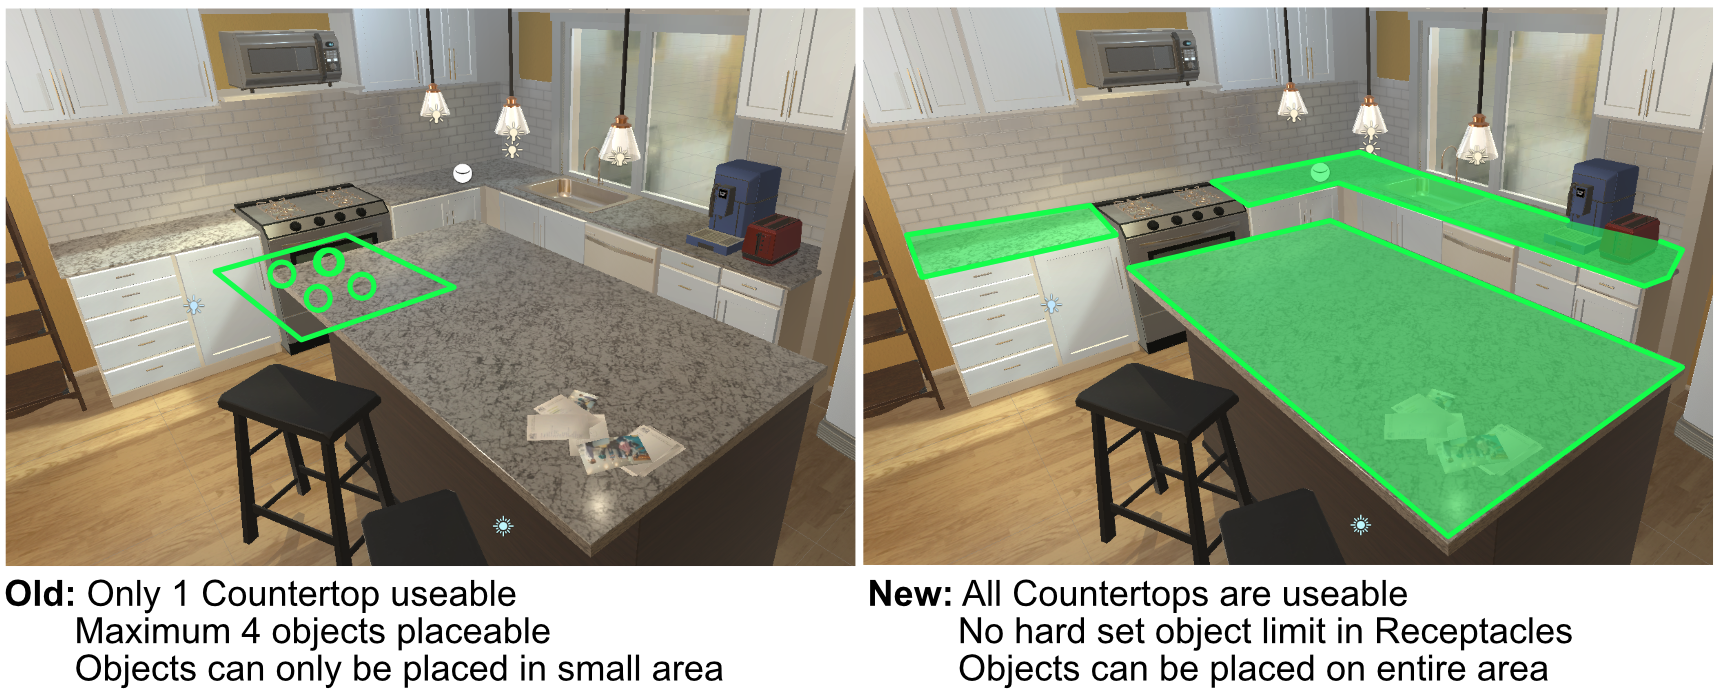 Old: Only 1 Countertop useable
Maximum 4 objects placeable
Objects can only be placed in small area
New: All Countertops are useable
No hard set object limit in Receptacles
Objects can be placed on entire area